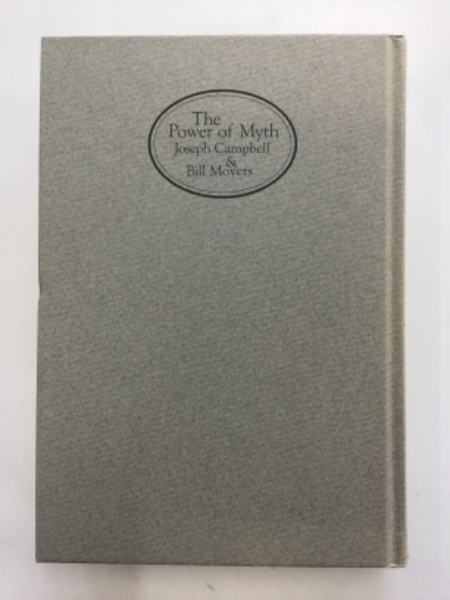 The
Power of Myth
Joseph Campbell
&
Bill Moyers